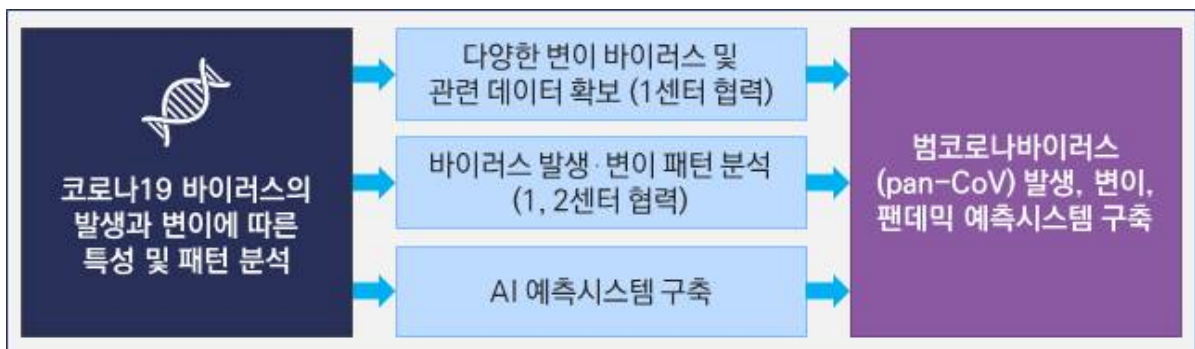 코로나19 바이러스의
발생과 변이에 따른
특성 및 패턴 분석
다양한 변이 바이러스 및
관련 데이터 확보 (1센터 협력)
바이러스 발생·변이 패턴 분석
(1, 2센터 협력)
AI 예측시스템 구축
범코로나바이러스
(pan-CoV) 발생, 변이,
팬데믹 예측시스템 구축